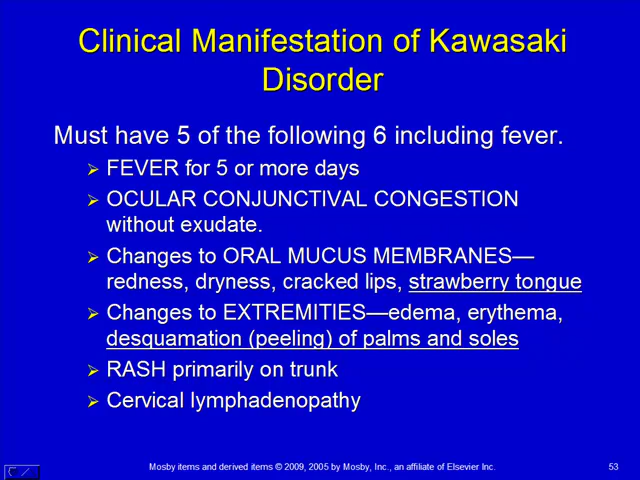 Clinical Manifestation of Kawasaki
Disorder
Must have 5 of the following 6 including fever.
FEVER for 5 or more days
OCULAR CONJUNCTIVAL CONGESTION
without exudate.
Changes to ORAL MUCUS MEMBRANES—
redness, dryness, cracked lips, strawberry tongue
Changes to EXTREMITIES—edema, erythema,
desquamation (peeling) of palms and soles
RASH primarily on trunk
Cervical lymphadenopathy
Mosby items and derived items © 2009, 2005 by Mosby, Inc., an affiliate of Elsevier Inc.
53